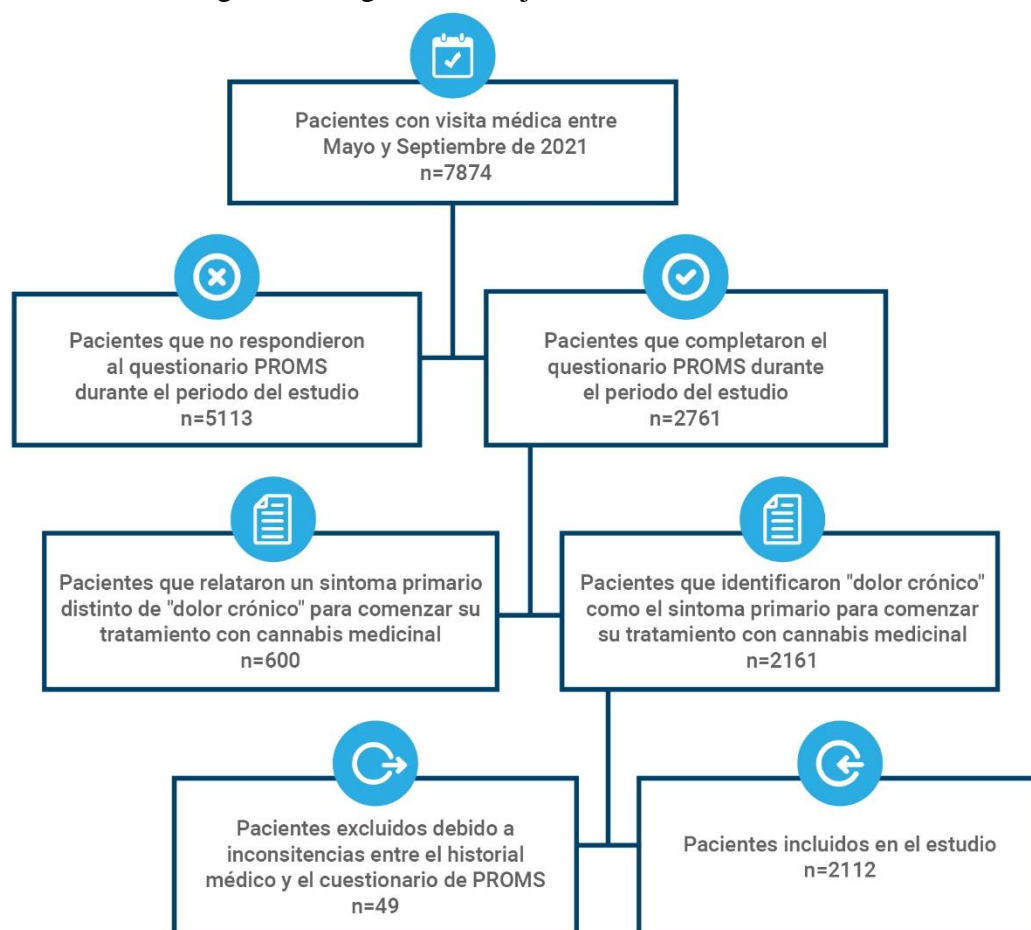 Pacientes con visita médica entre
Mayo y Septiembre de 2021
n=7874
Pacientes que no respondieron
al questionario PROMS
durante el periodo del estudio
n=5113
Pacientes que completaron el
questionario PROMS durante
el periodo del estudio
n=2761
Pacientes que relataron un sintoma primario
distinto de "dolor crónico" para comenzar su
tratamiento con cannabis medicinal
n=600
Pacientes que identificaron "dolor crónico"
como el sintoma primario para comenzar
su tratamiento con cannabis medicinal
n=2161
Pacientes excluidos debido a
inconsitencias entre el historial
médico y el cuestionario de PROMS
n=49
Pacientes incluidos en el estudio
n=2112